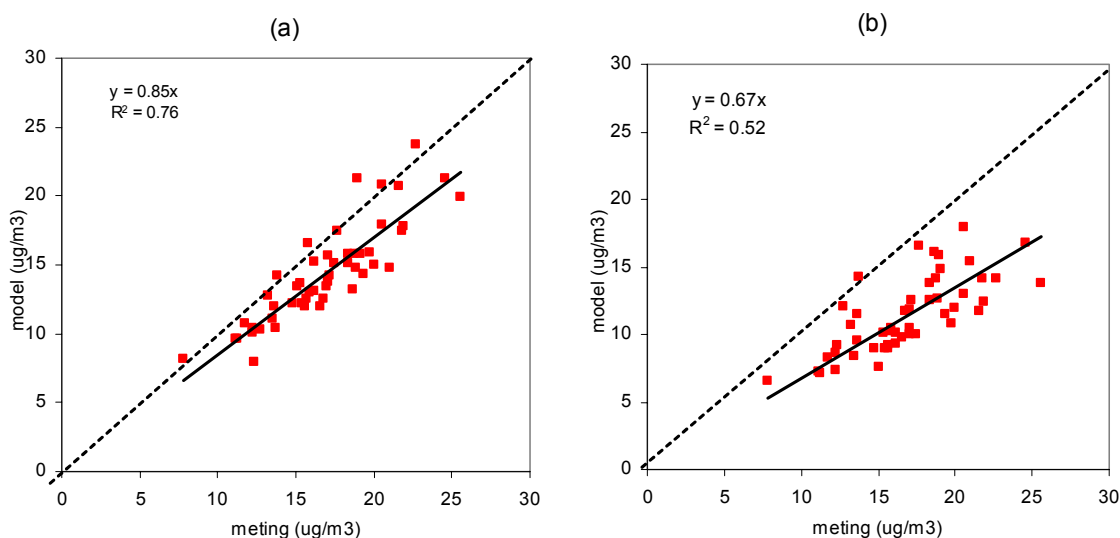 (a)
y = 0.85x
R² = 0.76
model (ug/m3)
30
25
20
15
10
5
0
0 5 10 15 20 25 30
meting (ug/m3)
(b)
y = 0.67x
R² = 0.52
model (ug/m3)
30
25
20
15
10
5
0
0 5 10 15 20 25 30
meting (ug/m3)